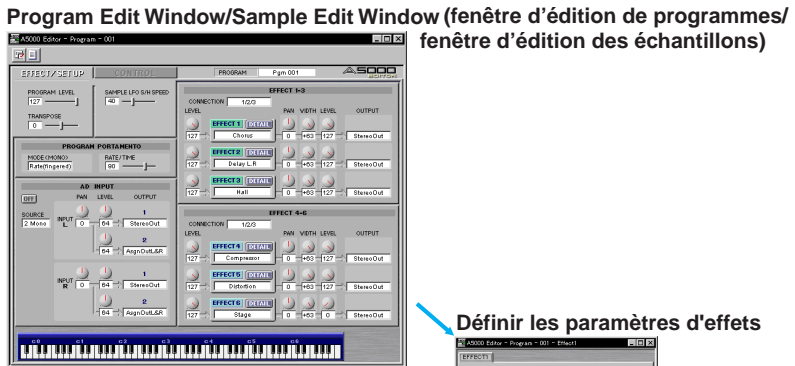 Program Edit Window/Sample Edit Window (fenêtre d’édition de programmes/
fenêtre d’édition des échantillons)
A5000 Editor - Program - 001
EFFECT/SETUP CONTROL PROGRAM Pgm 001 A5000 EDITOR
PROGRAM LEVEL SAMPLE LFO S/H SPEED
127 40
TRANSPOSE
0
PROGRAM PORTAMENTO
MODE(MONO) RATE/TIME
Rate(fingered) 90
AD INPUT
OFF PAN LEVEL OUTPUT
SOURCE
2 Mono
INPUT L 0 64 1 StereoOut
64 2 AsgnOutL&R
INPUT R 0 64 1 StereoOut
64 2 AsgnOutL&R
EFFECT 1-3
CONNECTION 1/2/3
LEVEL PAN WIDTH LEVEL OUTPUT
EFFECT 1 DETAIL
127 Chorus 0 +63 127 StereoOut
EFFECT 2 DETAIL
127 Delay L,R 0 +63 127 StereoOut
EFFECT 3 DETAIL
127 Hall 0 +63 127 StereoOut
EFFECT 4-6
CONNECTION 1/2/3
LEVEL PAN WIDTH LEVEL OUTPUT
EFFECT 4 DETAIL
127 Compressor 0 +63 127 StereoOut
EFFECT 5 DETAIL
127 Distortion 0 +63 127 StereoOut
EFFECT 6 DETAIL
127 Stage 0 +63 0 StereoOut
c0 c1 c2 c3 c4 c5 c6
Définir les paramètres d'effets
A5000 Editor - Program - 001 - Effect1
EFFECT1